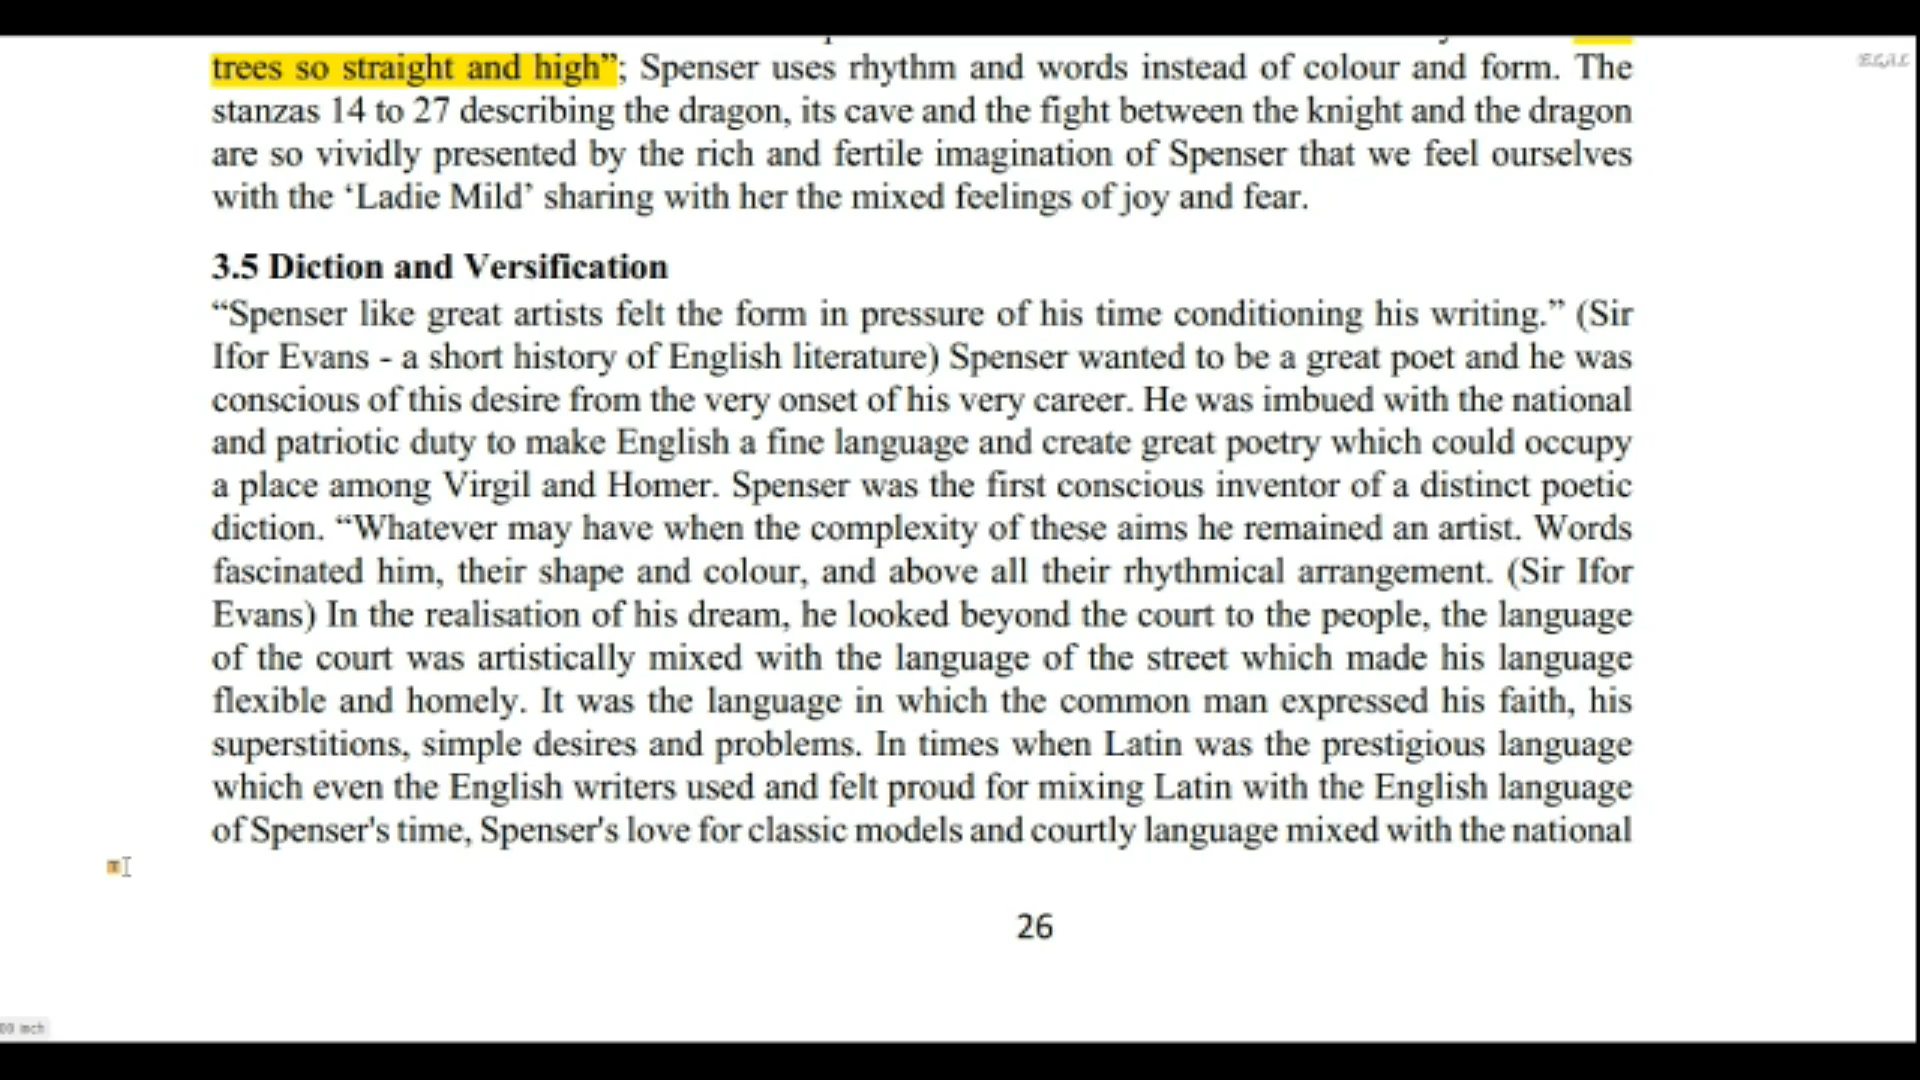 trees so straight and high”; Spenser uses rhythm and words instead of colour and form. The
stanzas 14 to 27 describing the dragon, its cave and the fight between the knight and the dragon
are so vividly presented by the rich and fertile imagination of Spenser that we feel ourselves
with the ‘Ladie Mild’ sharing with her the mixed feelings of joy and fear.
3.5 Diction and Versification
“Spenser like great artists felt the form in pressure of his time conditioning his writing.” (Sir
Ifor Evans - a short history of English literature) Spenser wanted to be a great poet and he was
conscious of this desire from the very onset of his very career. He was imbued with the national
and patriotic duty to make English a fine language and create great poetry which could occupy
a place among Virgil and Homer. Spenser was the first conscious inventor of a distinct poetic
diction. “Whatever may have when the complexity of these aims he remained an artist. Words
fascinated him, their shape and colour, and above all their rhythmical arrangement. (Sir Ifor
Evans) In the realisation of his dream, he looked beyond the court to the people, the language
of the court was artistically mixed with the language of the street which made his language
flexible and homely. It was the language in which the common man expressed his faith, his
superstitions, simple desires and problems. In times when Latin was the prestigious language
which even the English writers used and felt proud for mixing Latin with the English language
of Spenser's time, Spenser's love for classic models and courtly language mixed with the national
26
inch